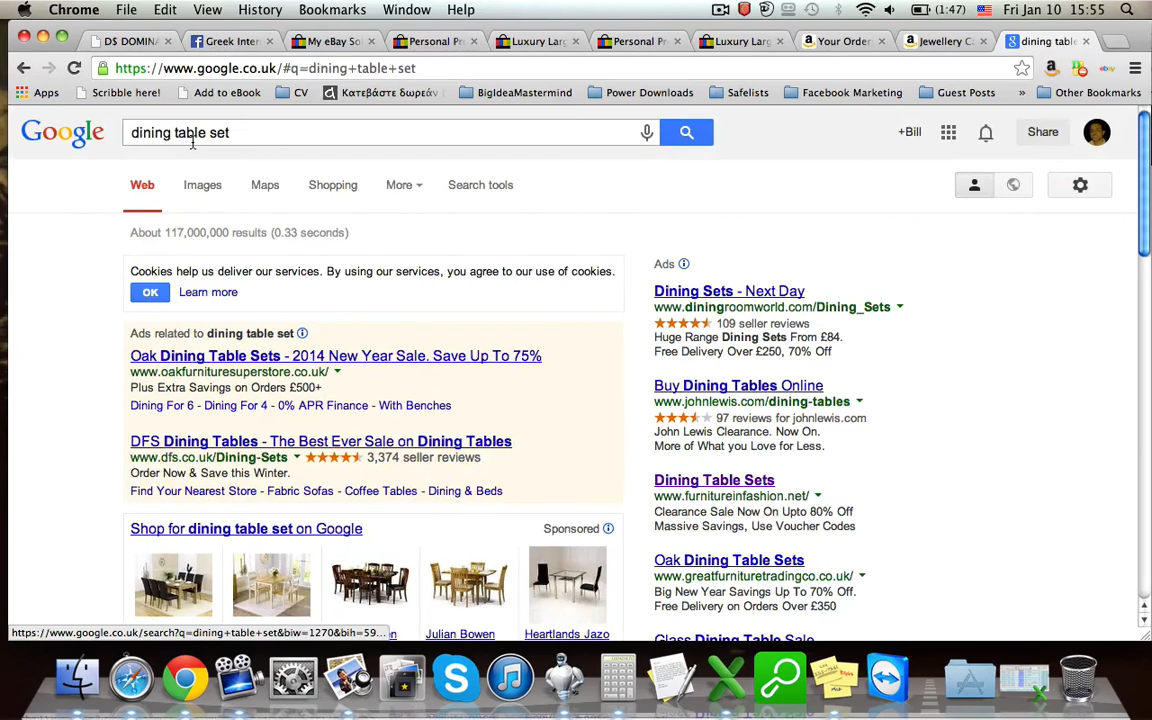 Chrome File Edit View History Bookmarks Window Help (1:47) Fri Jan 10 15:55
D$ DOMINA Greek Inter My eBay So Personal Pr Luxury Larg Personal Pr Luxury Larg Your Order Jewellery Ca dining table
https://www.google.co.uk/#q=dining+table+set
Apps Scribble here! Add to eBook CV Κατεβάστε δωρεάν BigIdeaMastermind Power Downloads Safelists Facebook Marketing Guest Posts » Other Bookmarks
Google dining table set +Bill Share
Web Images Maps Shopping More Search tools
About 117,000,000 results (0.33 seconds)
Cookies help us deliver our services. By using our services, you agree to our use of cookies.
OK Learn more
Ads related to dining table set
Oak Dining Table Sets - 2014 New Year Sale. Save Up To 75%
www.oakfurnituresuperstore.co.uk/
Plus Extra Savings on Orders £500+
Dining For 6 - Dining For 4 - 0% APR Finance - With Benches
DFS Dining Tables - The Best Ever Sale on Dining Tables
www.dfs.co.uk/Dining-Sets 3,374 seller reviews
Order Now & Save this Winter.
Find Your Nearest Store - Fabric Sofas - Coffee Tables - Dining & Beds
Shop for dining table set on Google Sponsored
Julian Bowen Heartlands Jazo
Ads
Dining Sets - Next Day
www.diningroomworld.com/Dining_Sets
109 seller reviews
Huge Range Dining Sets From £84.
Free Delivery Over £250, 70% Off
Buy Dining Tables Online
www.johnlewis.com/dining-tables
97 reviews for johnlewis.com
John Lewis Clearance. Now On.
More of What you Love for Less.
Dining Table Sets
www.furnitureinfashion.net/
Clearance Sale Now On Upto 80% Off
Massive Savings, Use Voucher Codes
Oak Dining Table Sets
www.greatfurnituretradingco.co.uk/
Big New Year Savings Up To 70% Off.
Free Delivery on Orders Over £350
Glass Dining Table Sale
https://www.google.co.uk/search?q=dining+table+set&biw=1270&bih=59...